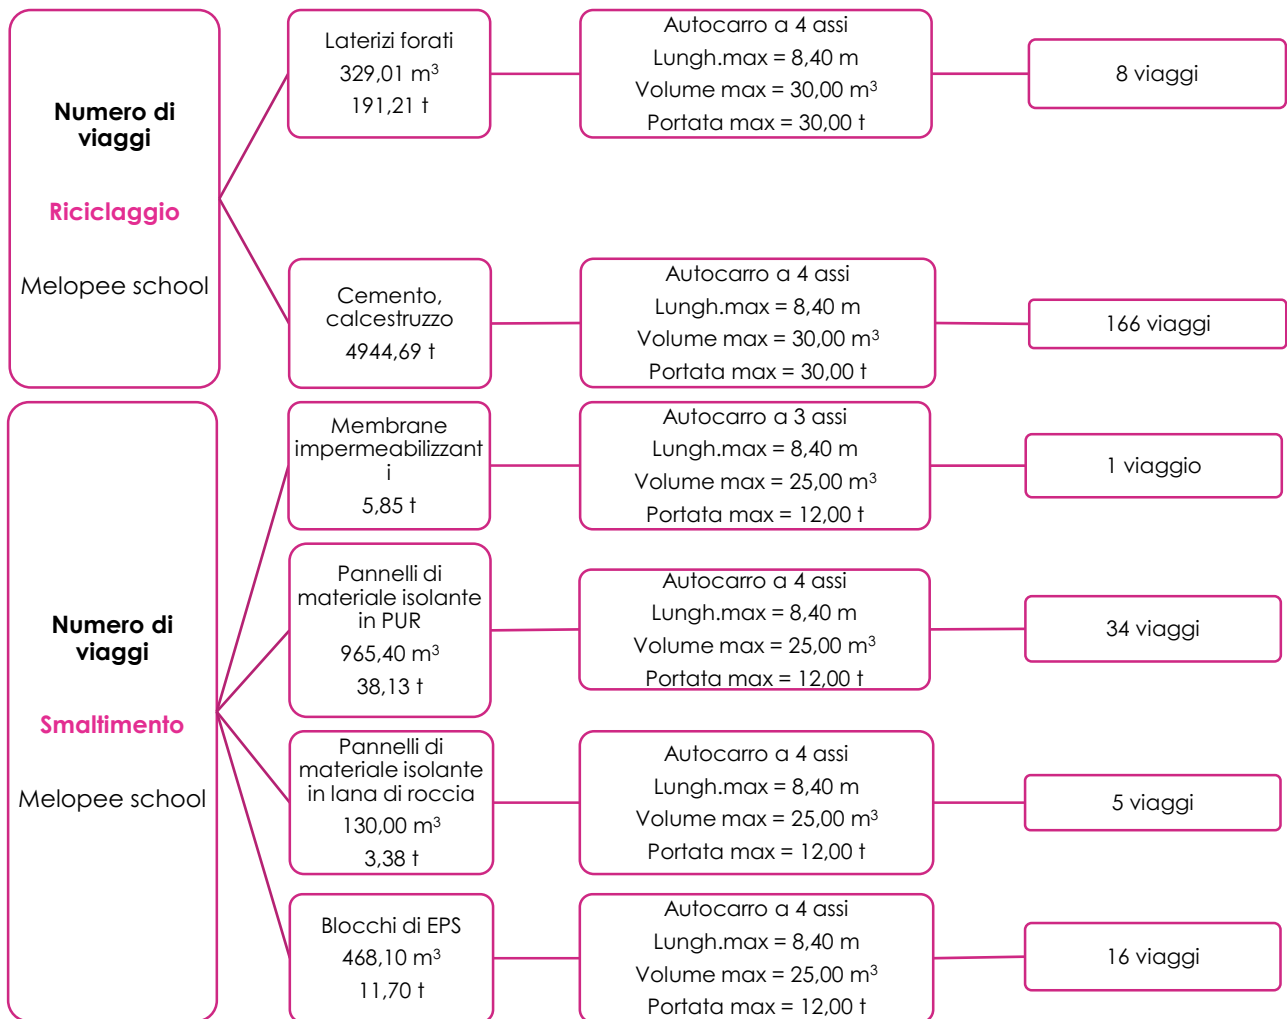 Numero di
viaggi
Riciclaggio
Melopee school
Laterizi forati
329,01 m³
191,21 t
Autocarro a 4 assi
Lungh.max = 8,40 m
Volume max = 30,00 m³
Portata max = 30,00 t
8 viaggi
Cemento,
calcestruzzo
4944,69 t
Autocarro a 4 assi
Lungh.max = 8,40 m
Volume max = 30,00 m³
Portata max = 30,00 t
166 viaggi
Numero di
viaggi
Smaltimento
Melopee school
Membrane
impermeabilizzant
i
5,85 t
Autocarro a 3 assi
Lungh.max = 8,40 m
Volume max = 25,00 m³
Portata max = 12,00 t
1 viaggio
Pannelli di
materiale isolante
in PUR
965,40 m³
38,13 t
Autocarro a 4 assi
Lungh.max = 8,40 m
Volume max = 25,00 m³
Portata max = 12,00 t
34 viaggi
Pannelli di
materiale isolante
in lana di roccia
130,00 m³
3,38 t
Autocarro a 4 assi
Lungh.max = 8,40 m
Volume max = 25,00 m³
Portata max = 12,00 t
5 viaggi
Blocchi di EPS
468,10 m³
11,70 t
Autocarro a 4 assi
Lungh.max = 8,40 m
Volume max = 25,00 m³
Portata max = 12,00 t
16 viaggi